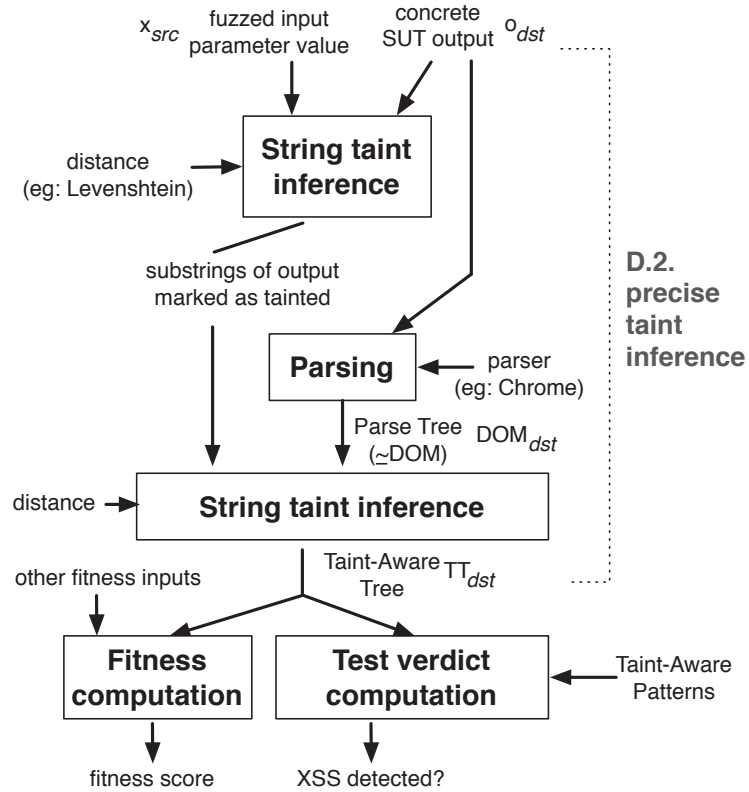 x_src
fuzzed input
parameter value
concrete
SUT output
o_dst
String taint
inference
distance
(eg: Levenshtein)
substrings of output
marked as tainted
D.2.
precise
taint
inference
Parsing
parser
(eg: Chrome)
Parse Tree
(~DOM)
DOM_dst
distance
String taint inference
other fitness inputs
Taint-Aware
Tree
TT_dst
Fitness
computation
Test verdict
computation
Taint-Aware
Patterns
fitness score
XSS detected?